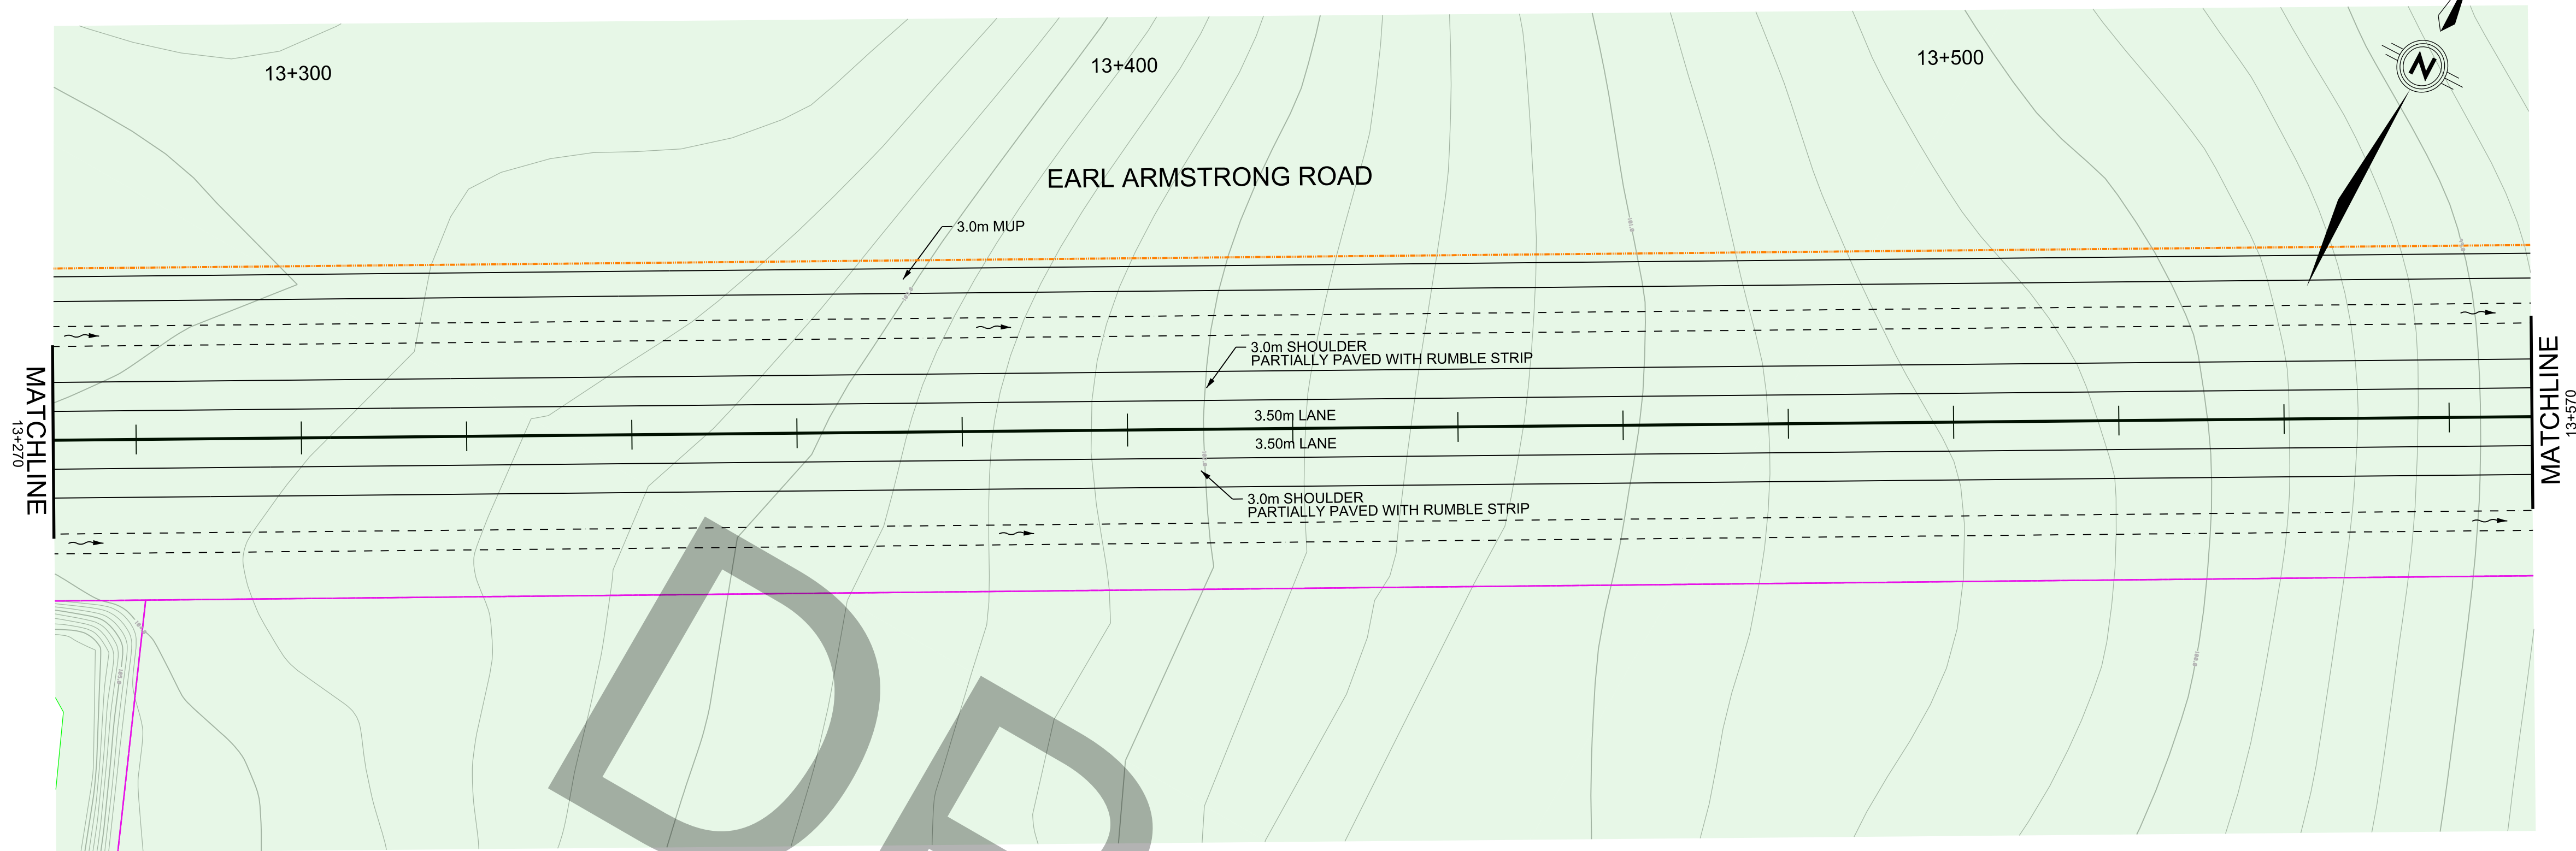 13+300
13+400
13+500
N
EARL ARMSTRONG ROAD
3.0m MUP
3.0m SHOULDER
PARTIALLY PAVED WITH RUMBLE STRIP
3.50m LANE
3.50m LANE
3.0m SHOULDER
PARTIALLY PAVED WITH RUMBLE STRIP
MATCHLINE
13+270
MATCHLINE
13+570